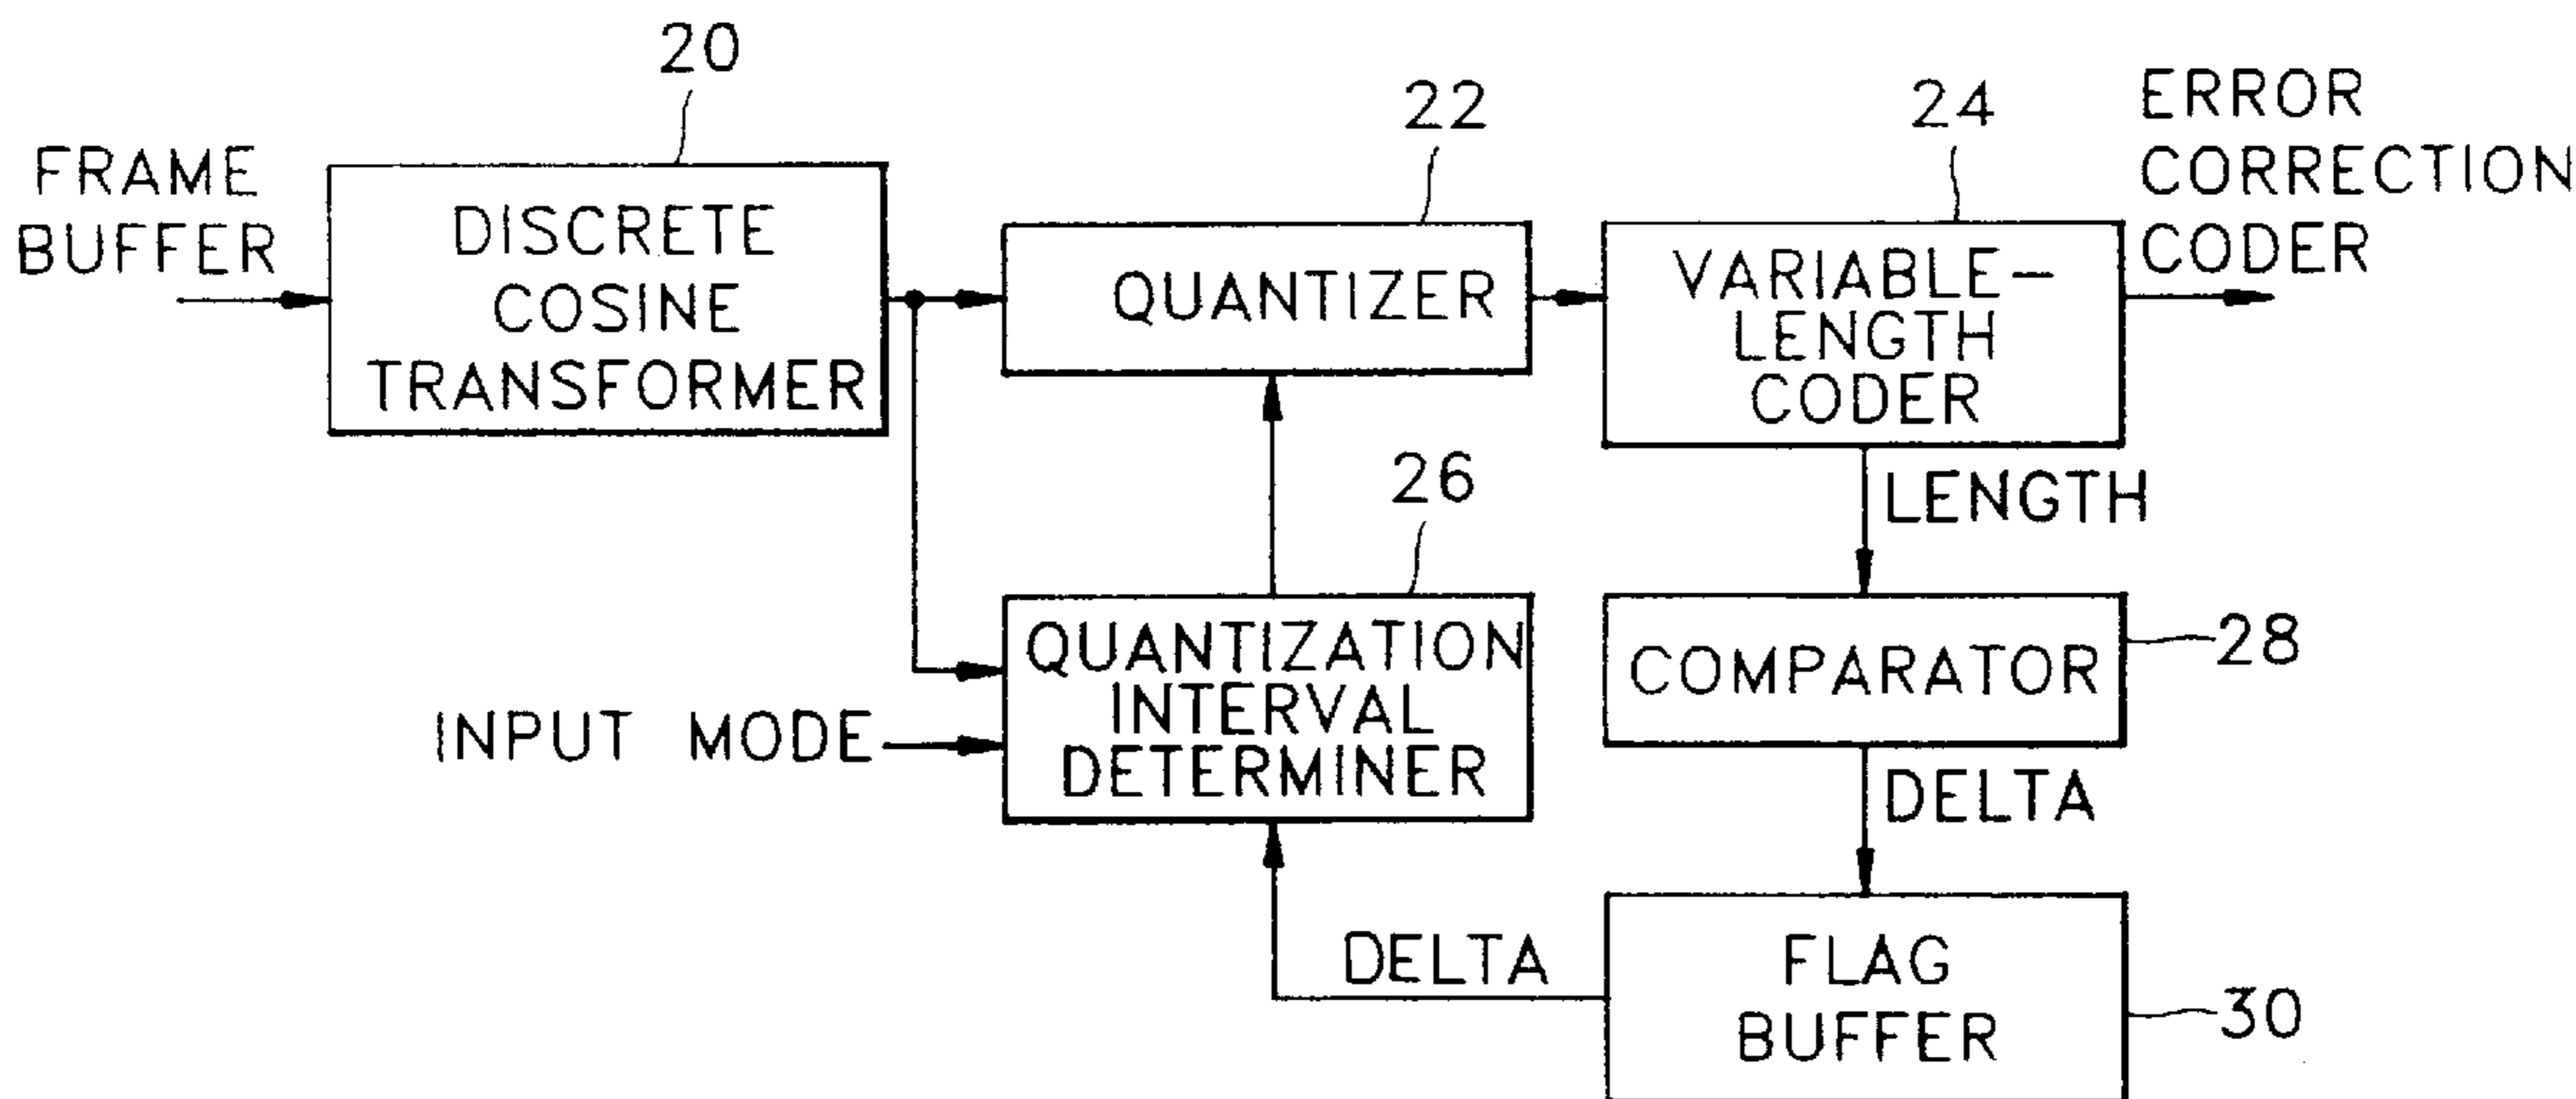 20
FRAME
BUFFER
DISCRETE
COSINE
TRANSFORMER
22
QUANTIZER
24
VARIABLE-
LENGTH
CODER
ERROR
CORRECTION
CODER
LENGTH
26
QUANTIZATION
INTERVAL
DETERMINER
INPUT MODE
COMPARATOR
28
DELTA
DELTA
FLAG
BUFFER
30